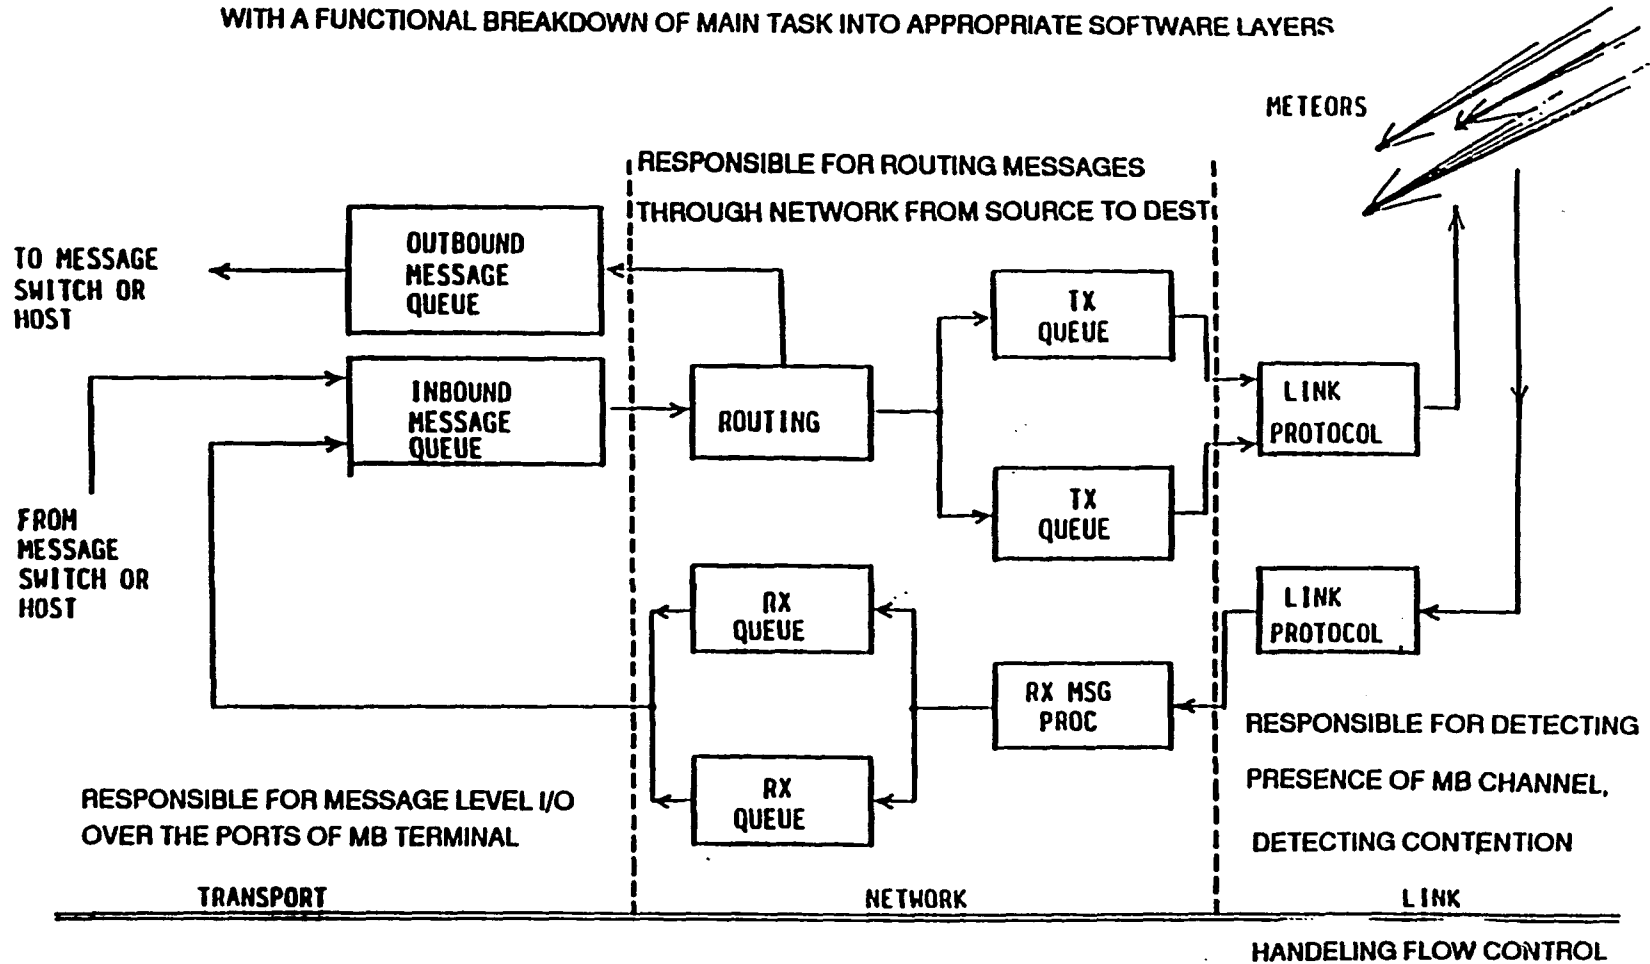 WITH A FUNCTIONAL BREAKDOWN OF MAIN TASK INTO APPROPRIATE SOFTWARE LAYERS
METEORS
RESPONSIBLE FOR ROUTING MESSAGES
THROUGH NETWORK FROM SOURCE TO DEST
TO MESSAGE
SWITCH OR
HOST
OUTBOUND
MESSAGE
QUEUE
TX
QUEUE
INBOUND
MESSAGE
QUEUE
ROUTING
LINK
PROTOCOL
TX
QUEUE
FROM
MESSAGE
SWITCH OR
HOST
RX
QUEUE
LINK
PROTOCOL
RX MSG
PROC
RX
QUEUE
RESPONSIBLE FOR MESSAGE LEVEL I/O
OVER THE PORTS OF MB TERMINAL
RESPONSIBLE FOR DETECTING
PRESENCE OF MB CHANNEL,
DETECTING CONTENTION
TRANSPORT
NETWORK
LINK
HANDELING FLOW CONTROL